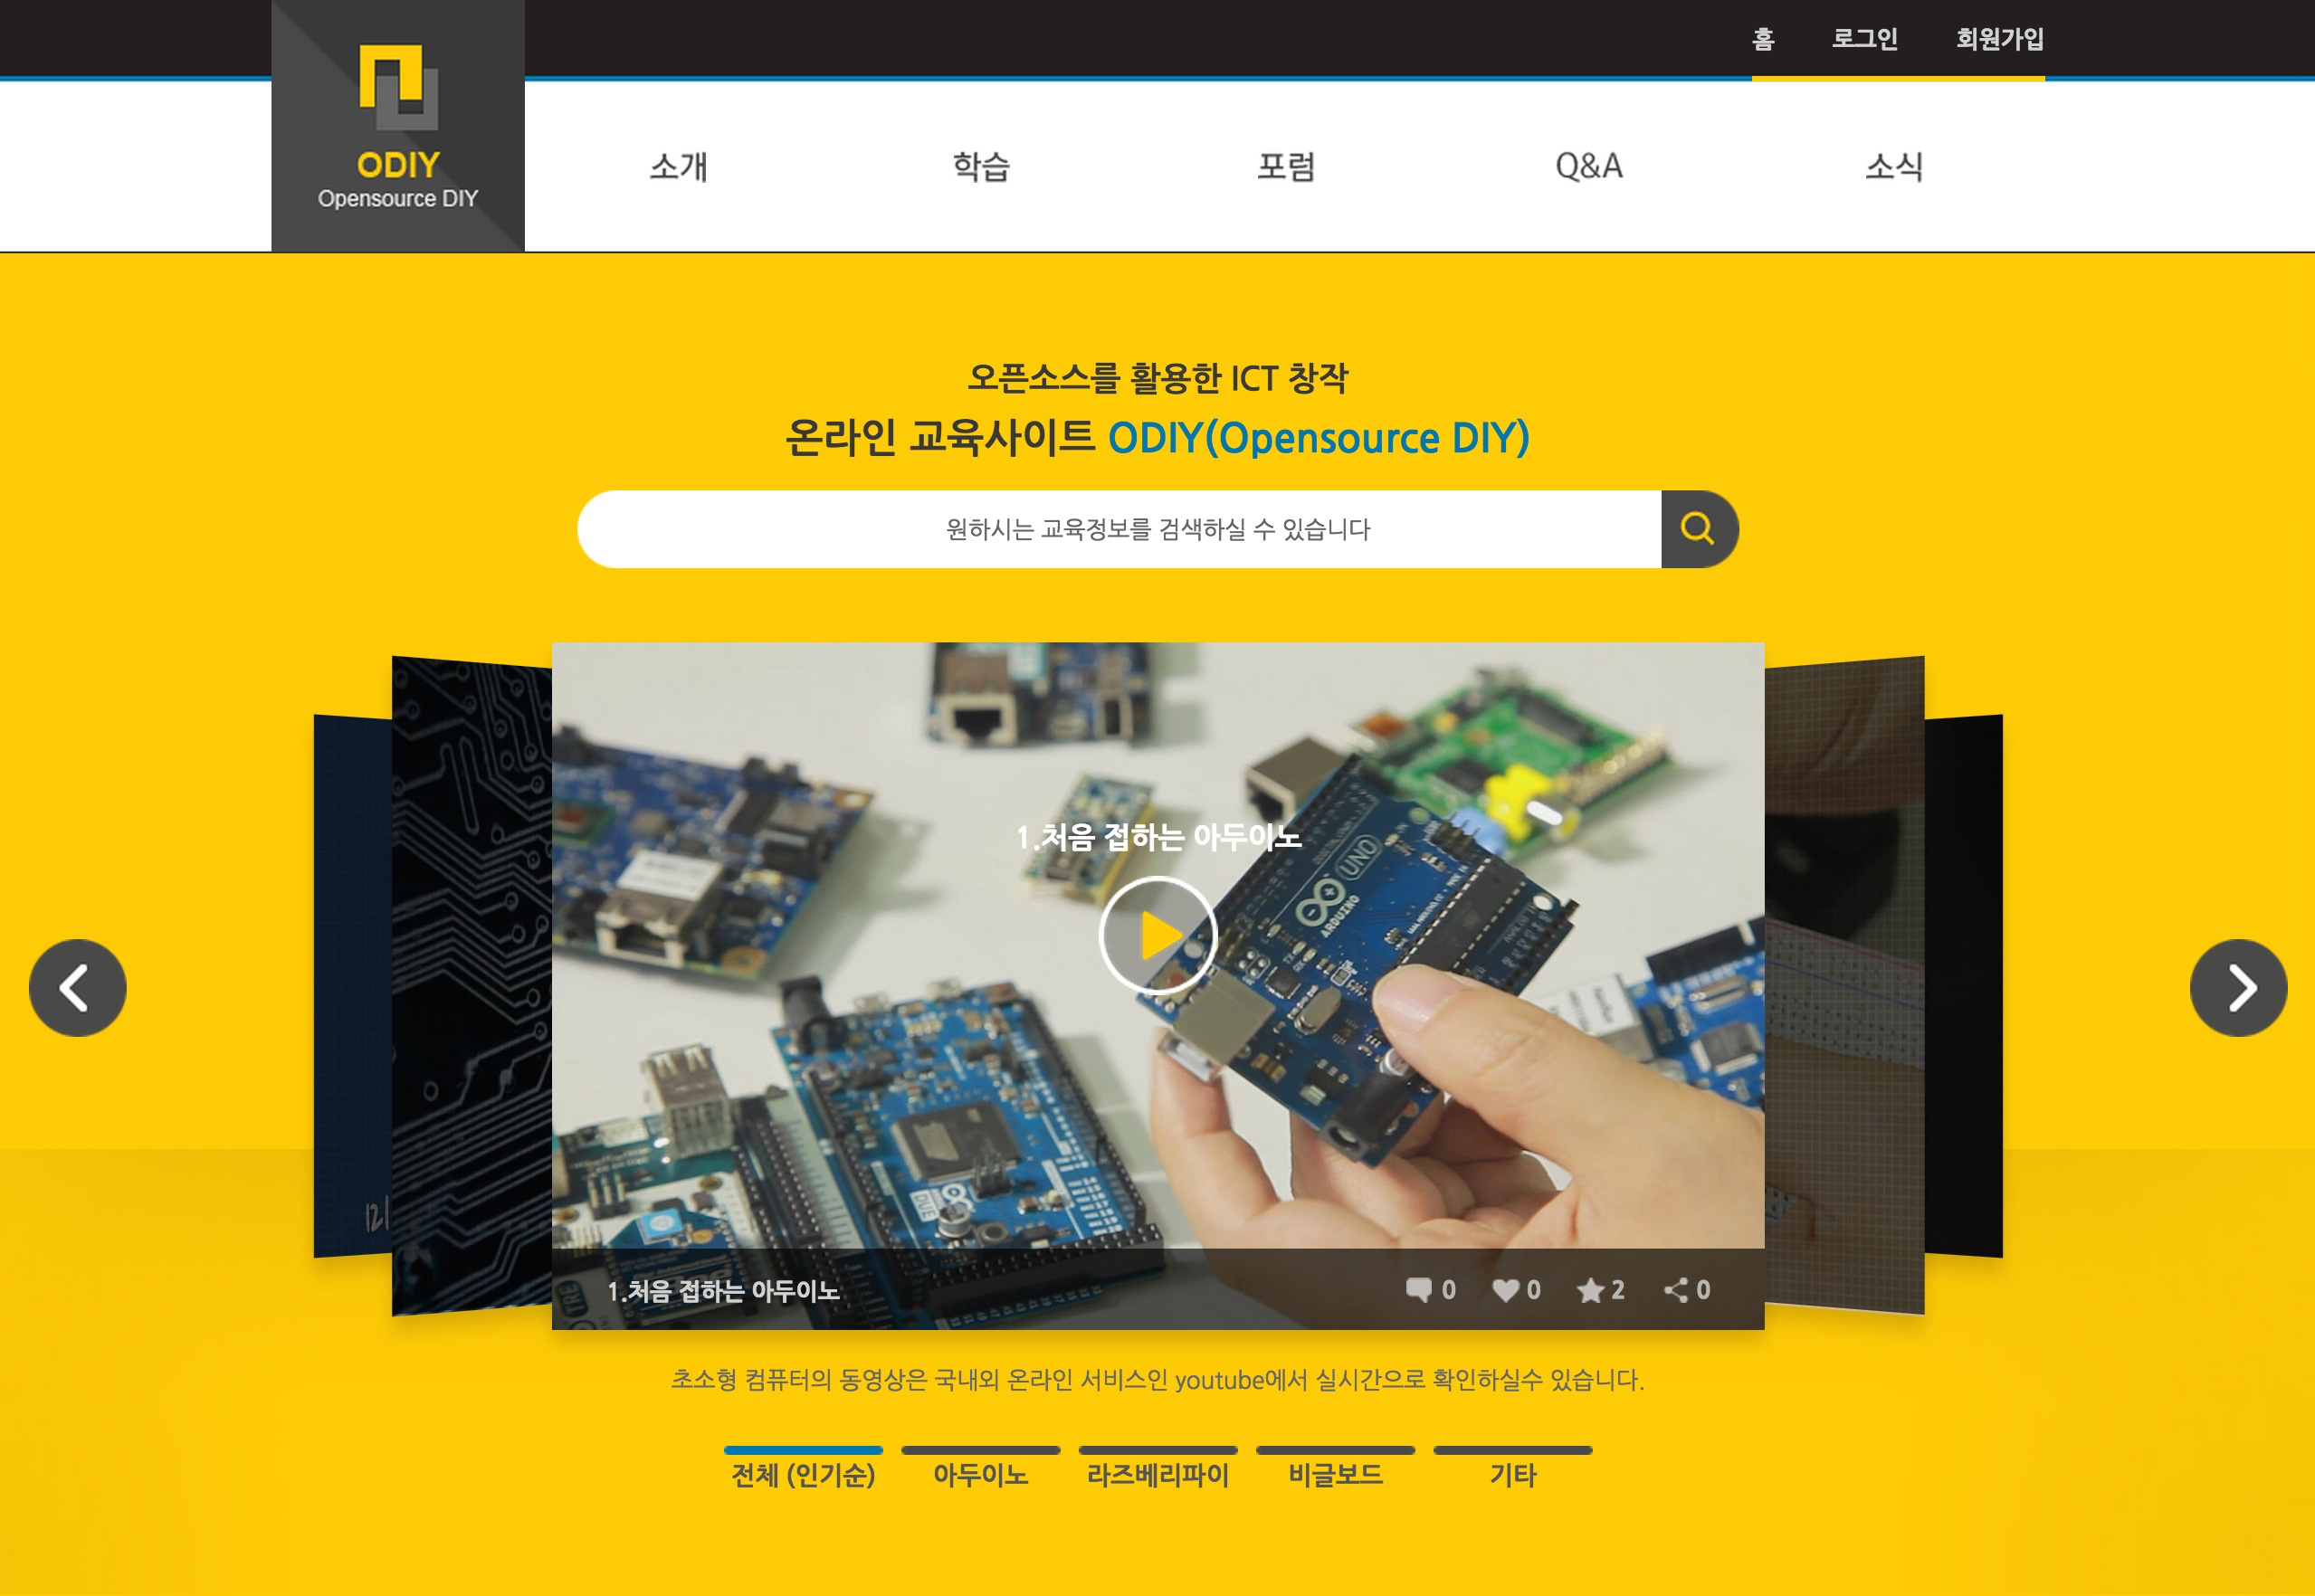 홈 로그인 회원가입
ODIY
Opensource DIY
소개 학습 포럼 Q&A 소식
오픈소스를 활용한 ICT 창작
온라인 교육사이트 ODIY(Opensource DIY)
원하시는 교육정보를 검색하실 수 있습니다
1.처음 접하는 아두이노
UNO
ARDUINO
DUE
1.처음 접하는 아두이노 0 0 2 0
초소형 컴퓨터의 동영상은 국내외 온라인 서비스인 youtube에서 실시간으로 확인하실수 있습니다.
전체 (인기순) 아두이노 라즈베리파이 비글보드 기타